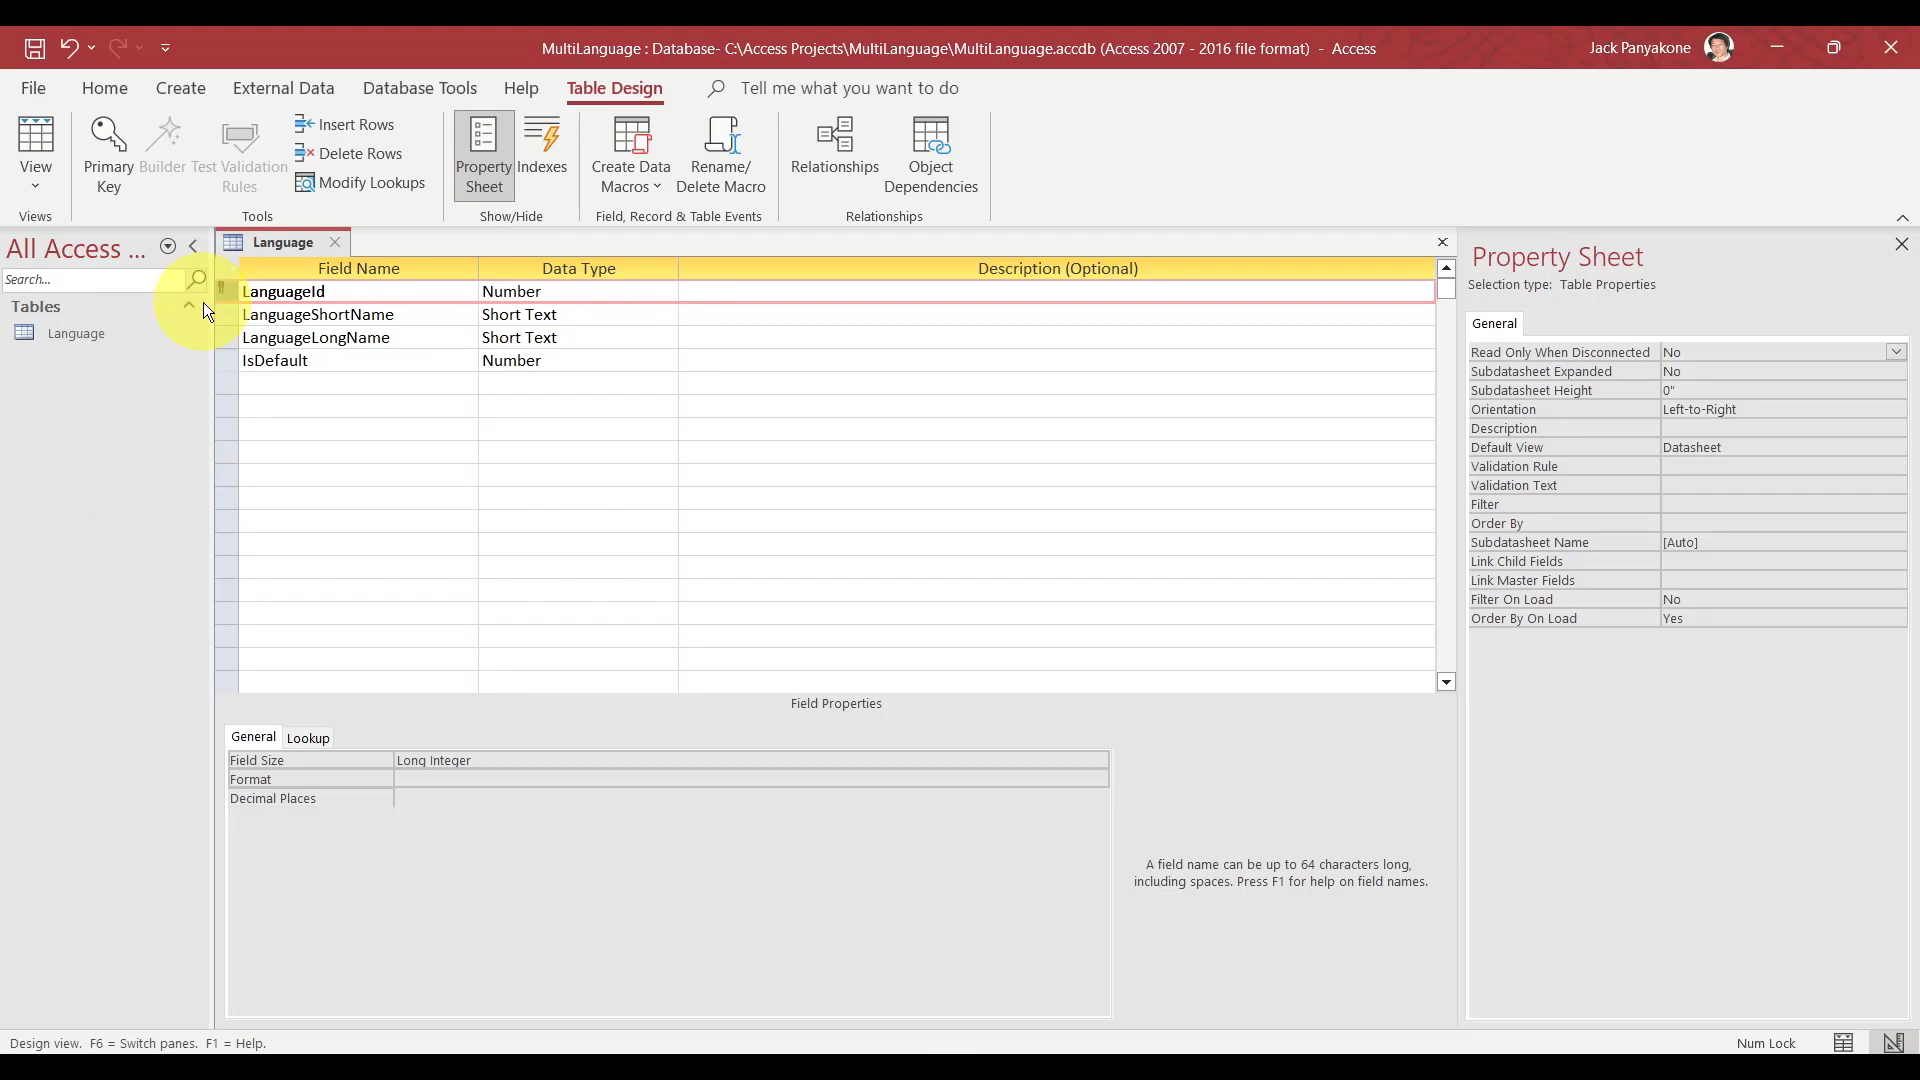 MultiLanguage : Database- C:\Access Projects\MultiLanguage\MultiLanguage.accdb (Access 2007 - 2016 file format) - Access
Jack Panyakone
File Home Create External Data Database Tools Help Table Design Tell me what you want to do
View
Primary Key
Builder
Test Validation Rules
Insert Rows
Delete Rows
Modify Lookups
Property Sheet
Indexes
Create Data Macros
Rename/ Delete Macro
Relationships
Object Dependencies
Views
Tools
Show/Hide
Field, Record & Table Events
Relationships
All Access ...
Search...
Tables
Language
Language
Field Name Data Type Description (Optional)
LanguageId Number
LanguageShortName Short Text
LanguageLongName Short Text
IsDefault Number
Field Properties
General Lookup
Field Size Long Integer
Format
Decimal Places
A field name can be up to 64 characters long,
including spaces. Press F1 for help on field names.
Property Sheet
Selection type: Table Properties
General
Read Only When Disconnected No
Subdatasheet Expanded No
Subdatasheet Height 0"
Orientation Left-to-Right
Description
Default View Datasheet
Validation Rule
Validation Text
Filter
Order By
Subdatasheet Name [Auto]
Link Child Fields
Link Master Fields
Filter On Load No
Order By On Load Yes
Design view. F6 = Switch panes. F1 = Help.
Num Lock